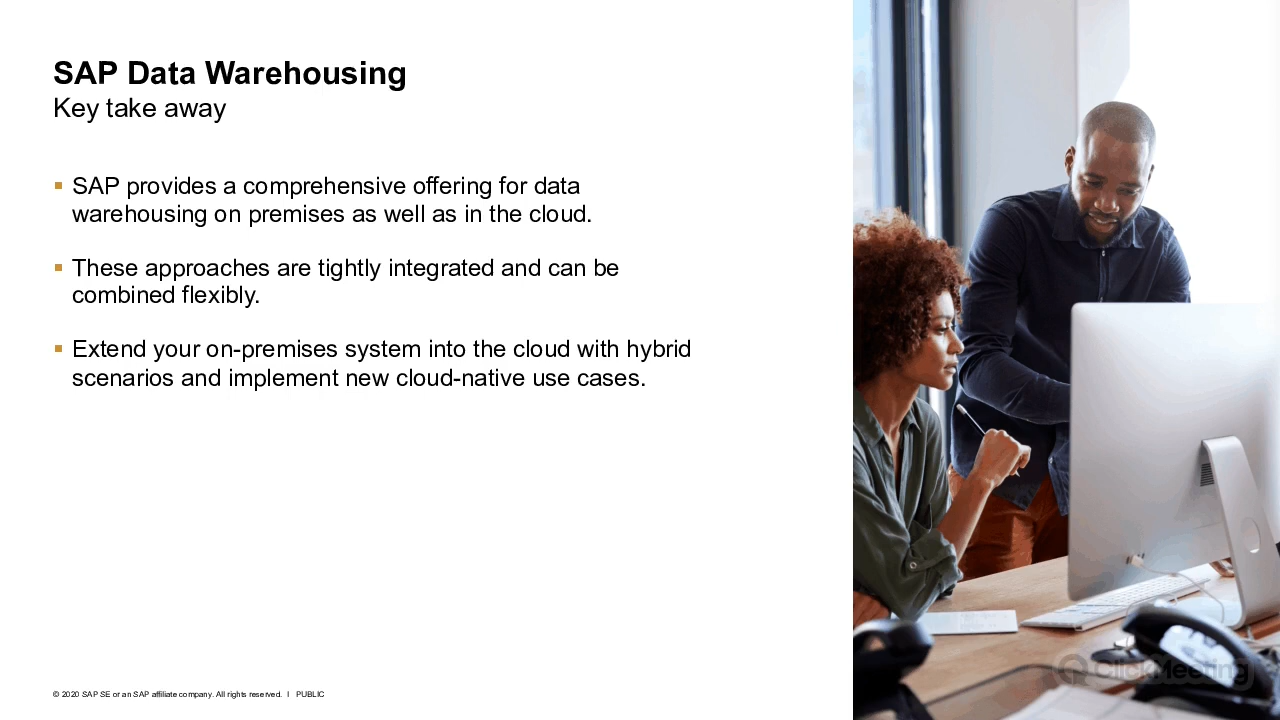 SAP Data Warehousing
Key take away
▪ SAP provides a comprehensive offering for data
warehousing on premises as well as in the cloud.
▪ These approaches are tightly integrated and can be
combined flexibly.
▪ Extend your on-premises system into the cloud with hybrid
scenarios and implement new cloud-native use cases.
© 2020 SAP SE or an SAP affiliate company. All rights reserved. I PUBLIC
ClickMeeting